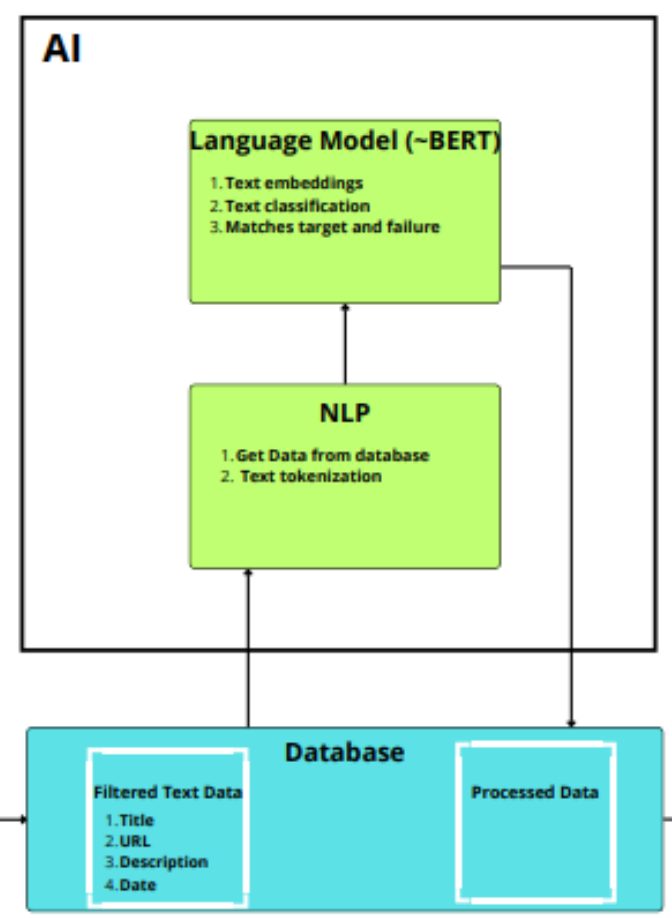 AI
Language Model (~BERT)
1. Text embeddings
2. Text classification
3. Matches target and failure
NLP
1. Get Data from database
2. Text tokenization
Database
Filtered Text Data
1. Title
2. URL
3. Description
4. Date
Processed Data